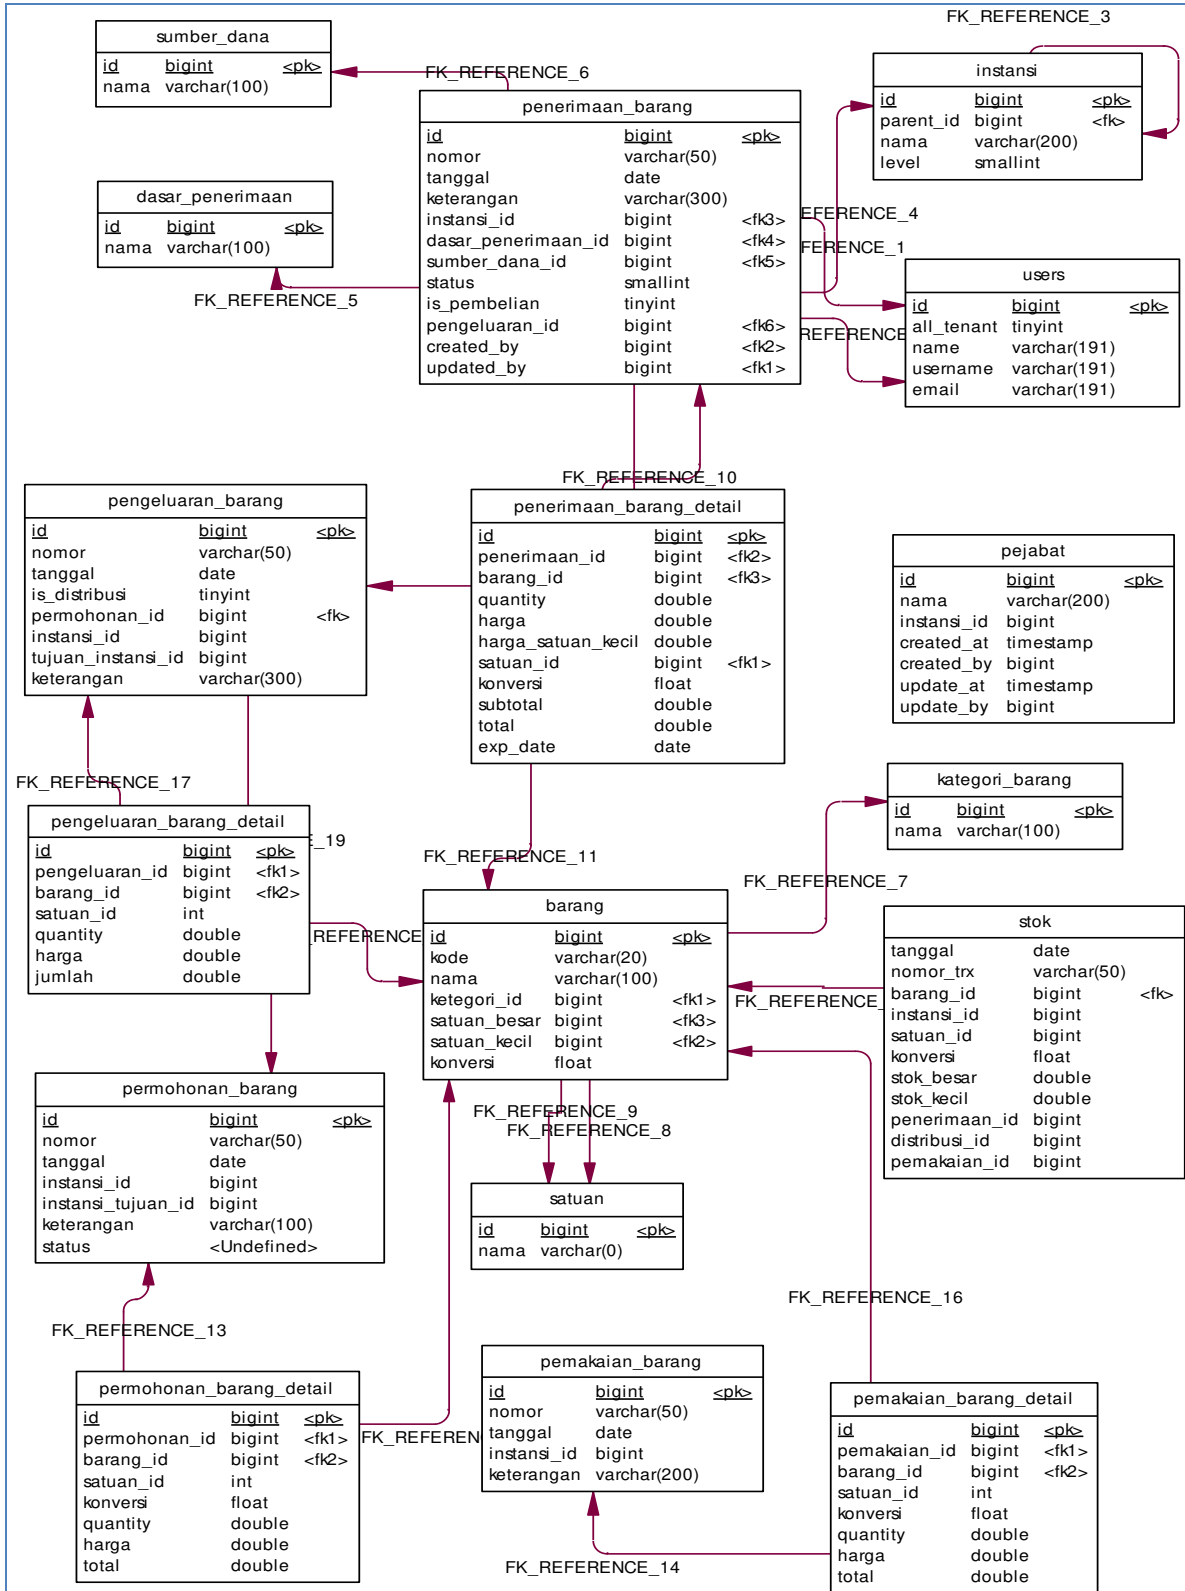 FK_REFERENCE_3
sumber_dana
id bigint <pk>
nama varchar(100)
FK_REFERENCE_6
instansi
id bigint <pk>
parent_id bigint <fk>
nama varchar(200)
level smallint
penerimaan_barang
id bigint <pk>
nomor varchar(50)
tanggal date
keterangan varchar(300)
instansi_id bigint <fk3>
dasar_penerimaan_id bigint <fk4>
sumber_dana_id bigint <fk5>
status smallint
is_pembelian tinyint
pengeluaran_id bigint <fk6>
created_by bigint <fk2>
updated_by bigint <fk1>
dasar_penerimaan
id bigint <pk>
nama varchar(100)
FK_REFERENCE_5
EFERENCE_4
FERENCE_1
users
id bigint <pk>
all_tenant tinyint
name varchar(191)
username varchar(191)
email varchar(191)
REFERENCE
FK_REFERENCE_10
pengeluaran_barang
id bigint <pk>
nomor varchar(50)
tanggal date
is_distribusi tinyint
permohonan_id bigint <fk>
instansi_id bigint
tujuan_instansi_id bigint
keterangan varchar(300)
penerimaan_barang_detail
id bigint <pk>
penerimaan_id bigint <fk2>
barang_id bigint <fk3>
quantity double
harga double
harga_satuan_kecil double
satuan_id bigint <fk1>
konversi float
subtotal double
total double
exp_date date
pejabat
id bigint <pk>
nama varchar(200)
instansi_id bigint
created_at timestamp
created_by bigint
update_at timestamp
update_by bigint
FK_REFERENCE_17
kategori_barang
id bigint <pk>
nama varchar(100)
pengeluaran_barang_detail
id bigint <pk>
pengeluaran_id bigint <fk1>
barang_id bigint <fk2>
satuan_id int
quantity double
harga double
jumlah double
E_19
FK_REFERENCE_11
FK_REFERENCE_7
_REFERENCE_
barang
id bigint <pk>
kode varchar(20)
nama varchar(100)
ketegori_id bigint <fk1>
satuan_besar bigint <fk3>
satuan_kecil bigint <fk2>
konversi float
FK_REFERENCE_
stok
tanggal date
nomor_trx varchar(50)
barang_id bigint <fk>
instansi_id bigint
satuan_id bigint
konversi float
stok_besar double
stok_kecil double
penerimaan_id bigint
distribusi_id bigint
pemakaian_id bigint
permohonan_barang
id bigint <pk>
nomor varchar(50)
tanggal date
instansi_id bigint
instansi_tujuan_id bigint
keterangan varchar(100)
status <Undefined>
FK_REFERENCE_9
FK_REFERENCE_8
satuan
id bigint <pk>
nama varchar(0)
FK_REFERENCE_16
FK_REFERENCE_13
permohonan_barang_detail
id bigint <pk>
permohonan_id bigint <fk1>
barang_id bigint <fk2>
satuan_id int
konversi float
quantity double
harga double
total double
FK_REFEREN
pemakaian_barang
id bigint <pk>
nomor varchar(50)
tanggal date
instansi_id bigint
keterangan varchar(200)
FK_REFERENCE_14
pemakaian_barang_detail
id bigint <pk>
pemakaian_id bigint <fk1>
barang_id bigint <fk2>
satuan_id int
konversi float
quantity double
harga double
total double